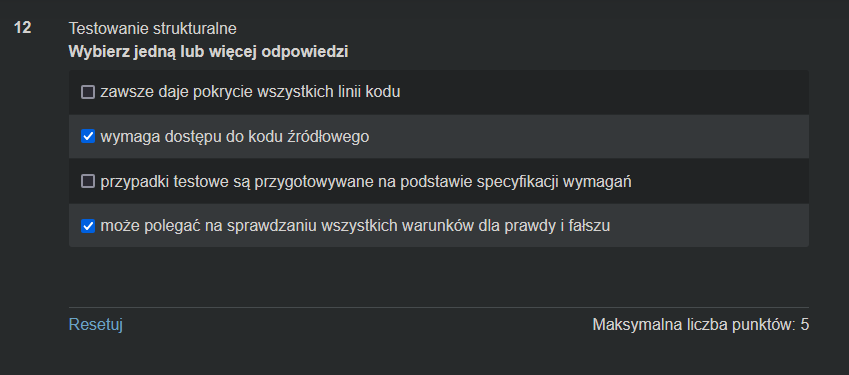 12
Testowanie strukturalne
Wybierz jedną lub więcej odpowiedzi
zawsze daje pokrycie wszystkich linii kodu
wymaga dostępu do kodu źródłowego
przypadki testowe są przygotowywane na podstawie specyfikacji wymagań
może polegać na sprawdzaniu wszystkich warunków dla prawdy i fałszu
Resetuj
Maksymalna liczba punktów: 5